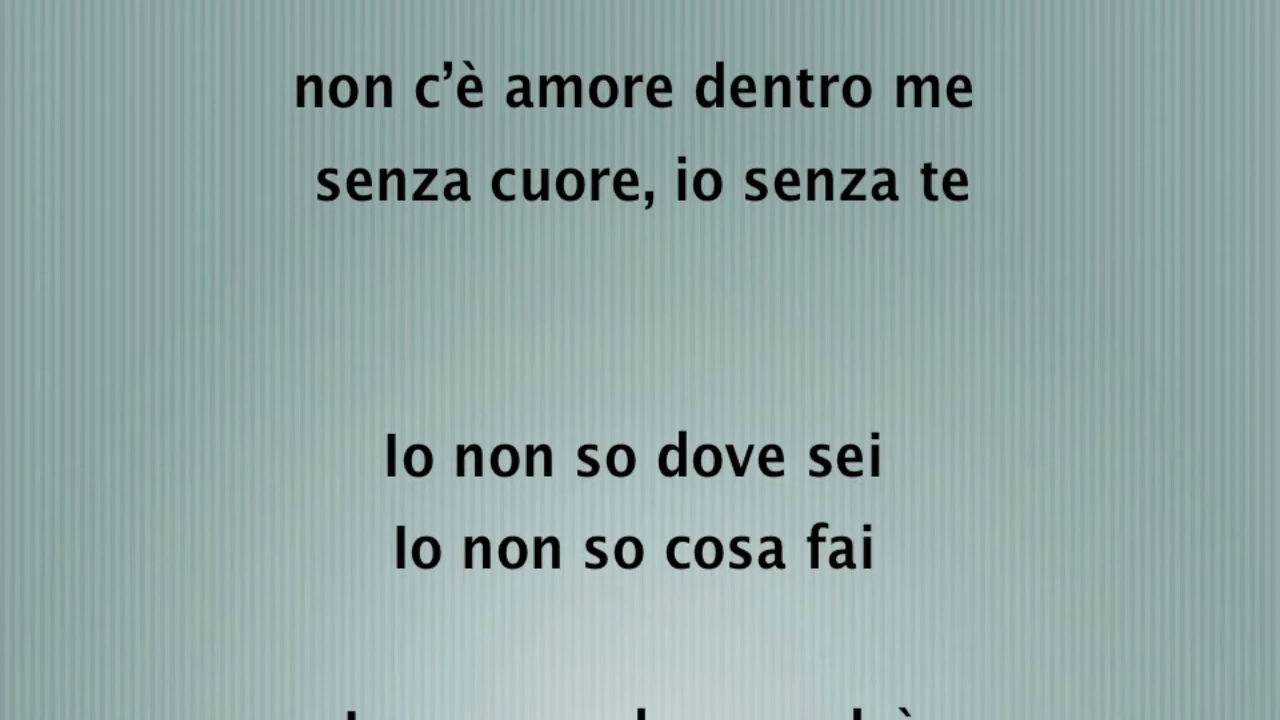 non c’è amore dentro me
senza cuore, io senza te
Io non so dove sei
Io non so cosa fai